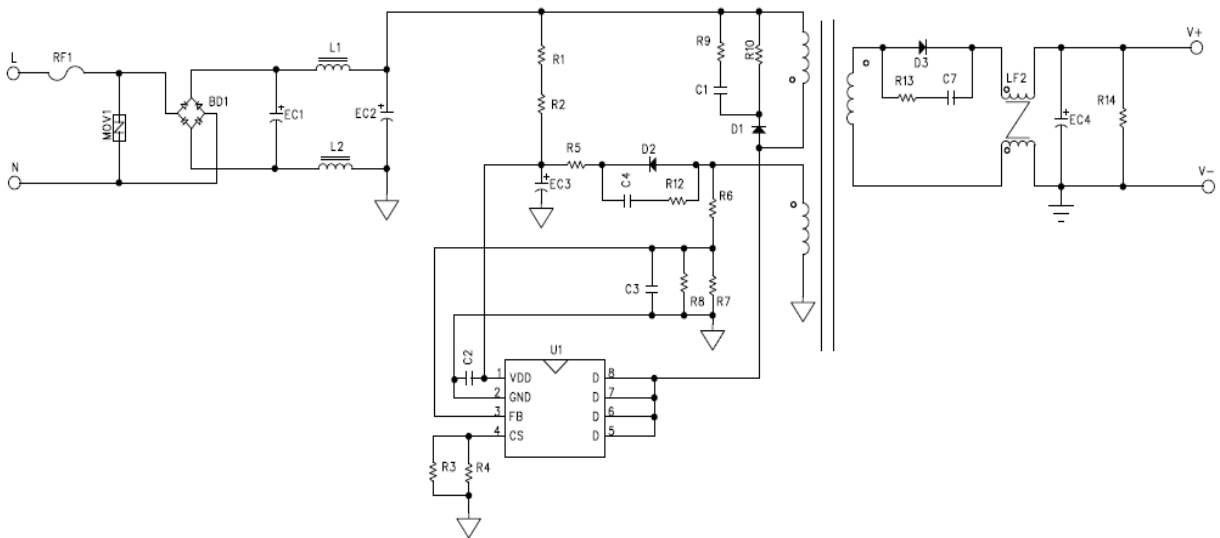 L
RF1
MOV1
N
BD1
EC1
L1
L2
EC2
R1
R2
EC3
R5
D2
C4
R12
R6
R9
C1
R10
D1
C3
R8
R7
C2
U1
1 VDD
2 GND
3 FB
4 CS
D 8
D 7
D 6
D 5
R3
R4
D3
R13
C7
LF2
EC4
R14
V+
V-